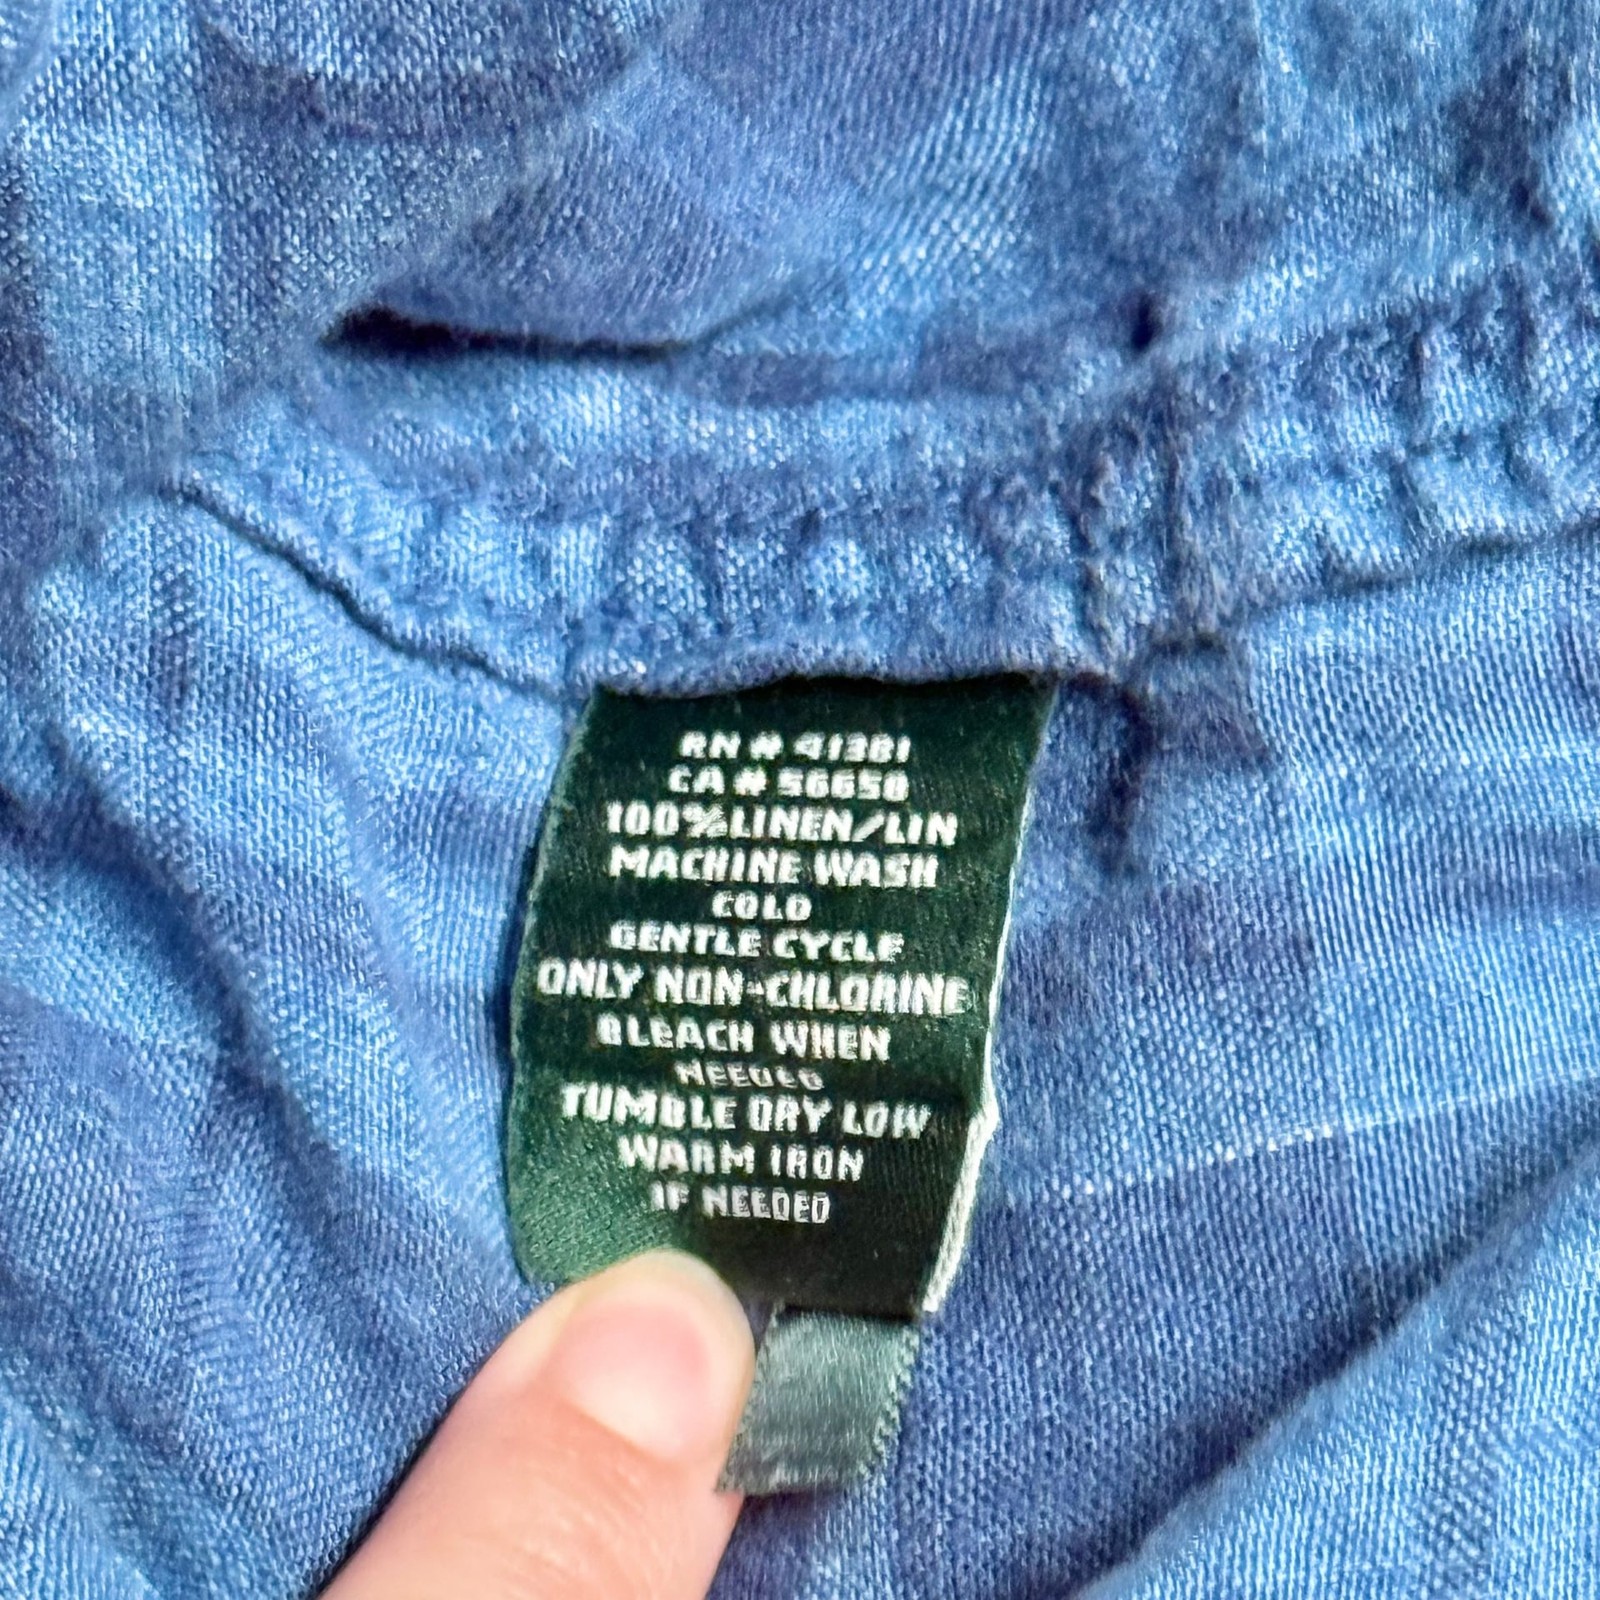 RN # 41381
CA # 56650
100%LINEN/LIN
MACHINE WASH
COLD
GENTLE CYCLE
ONLY NON-CHLORINE
BLEACH WHEN
NEEDED
TUMBLE DRY LOW
WARM IRON
IF NEEDED